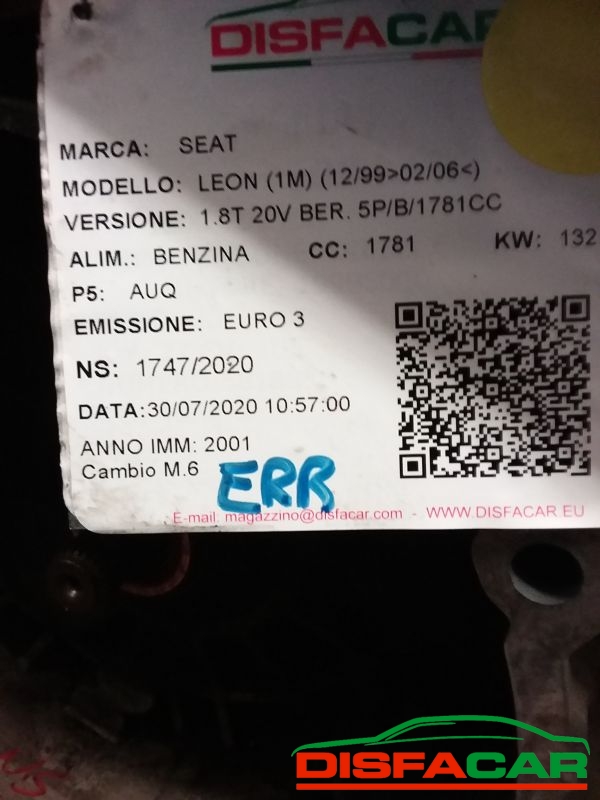 DISFACAR
MARCA: SEAT
MODELLO: LEON (1M) (12/99>02/06<)
VERSIONE: 1.8T 20V BER. 5P/B/1781CC
ALIM.: BENZINA CC: 1781 KW: 132
P5: AUQ
EMISSIONE: EURO 3
NS: 1747/2020
DATA:30/07/2020 10:57:00
ANNO IMM: 2001
Cambio M.6
ERR
E-mail: magazzino@disfacar.com - WWW.DISFACAR.EU
DISFACAR